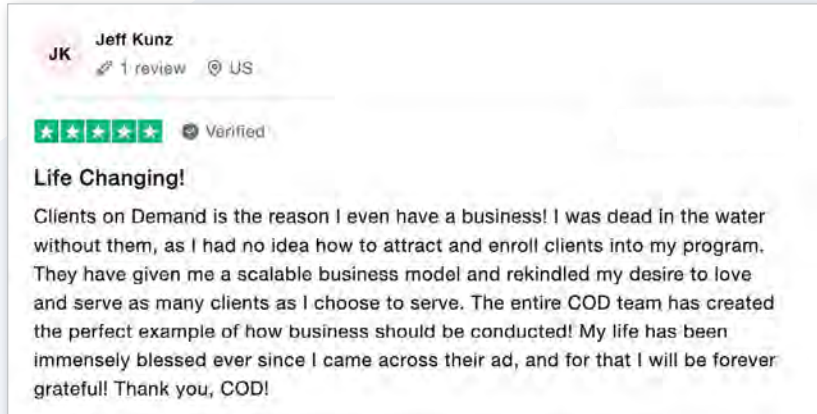 JK
Jeff Kunz
1 review US
Verified
Life Changing!
Clients on Demand is the reason I even have a business! I was dead in the water
without them, as I had no idea how to attract and enroll clients into my program.
They have given me a scalable business model and rekindled my desire to love
and serve as many clients as I choose to serve. The entire COD team has created
the perfect example of how business should be conducted! My life has been
immensely blessed ever since I came across their ad, and for that I will be forever
grateful! Thank you, COD!